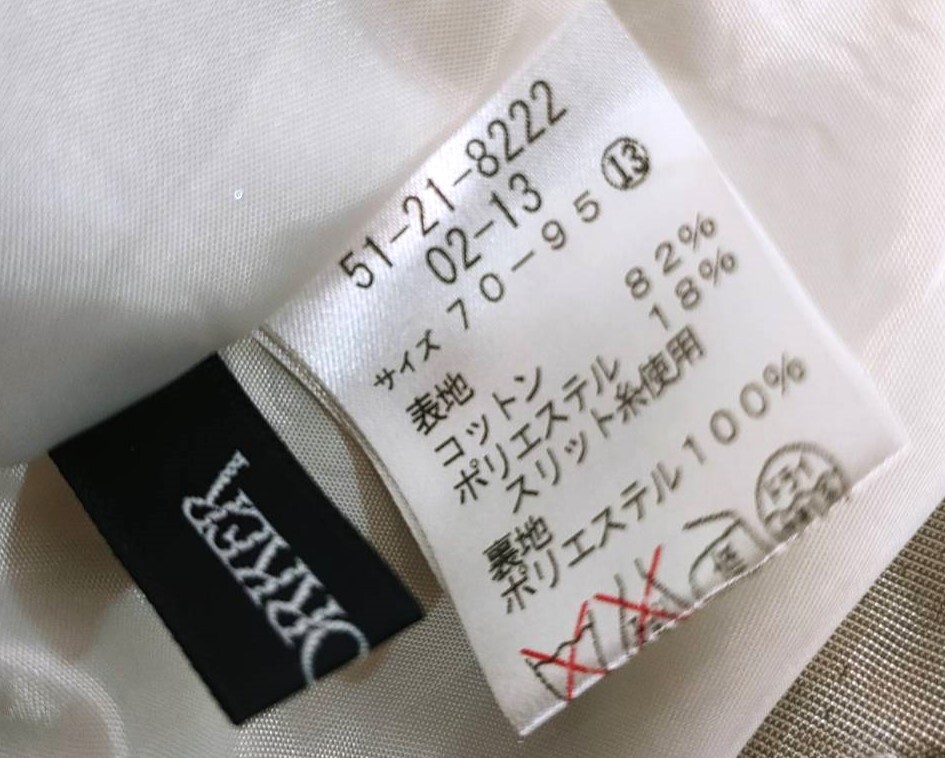 51-21-8222
02-13
サイズ 70-95 ⑬
表地
コットン 82%
ポリエステル 18%
スリット糸使用
裏地
ポリエステル100%